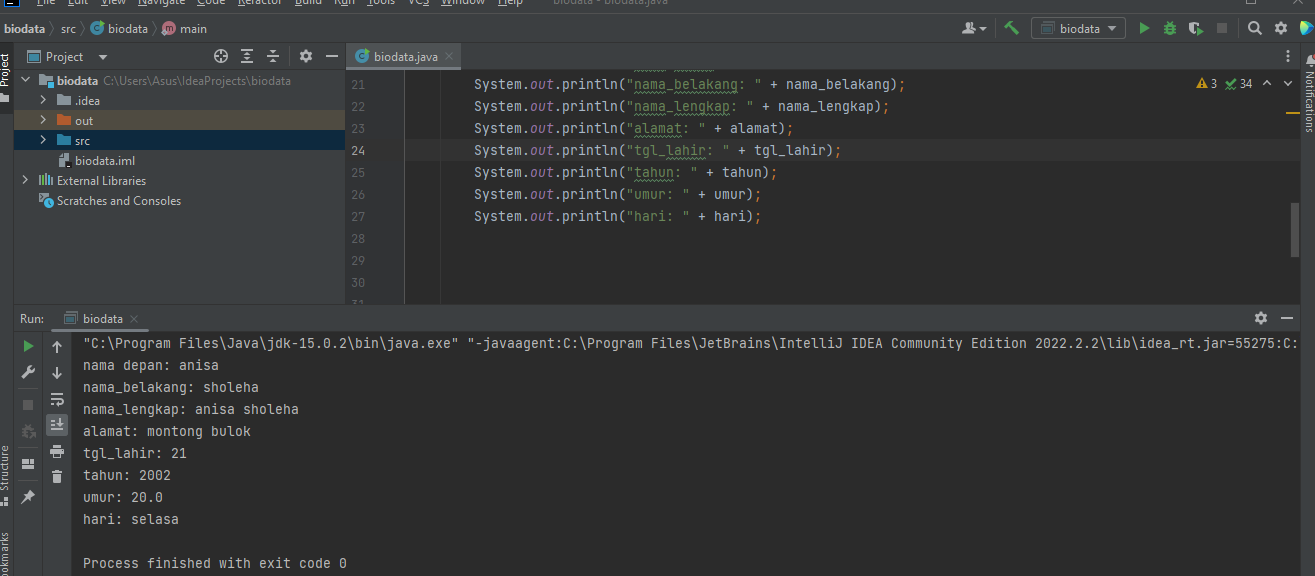 File Edit View Navigate Code Refactor Build Run Tools VCS Window Help biodata - biodata.java
biodata src biodata main
biodata
Project
biodata.java
biodata C:\Users\Asus\IdeaProjects\biodata
.idea
out
src
biodata.iml
External Libraries
Scratches and Consoles
3 34
21 System.out.println("nama_belakang: " + nama_belakang);
22 System.out.println("nama_lengkap: " + nama_lengkap);
23 System.out.println("alamat: " + alamat);
24 System.out.println("tgl_lahir: " + tgl_lahir);
25 System.out.println("tahun: " + tahun);
26 System.out.println("umur: " + umur);
27 System.out.println("hari: " + hari);
28
29
30
31
Project
Notifications
Run: biodata
"C:\Program Files\Java\jdk-15.0.2\bin\java.exe" "-javaagent:C:\Program Files\JetBrains\IntelliJ IDEA Community Edition 2022.2.2\lib\idea_rt.jar=55275:C:
nama depan: anisa
nama_belakang: sholeha
nama_lengkap: anisa sholeha
alamat: montong bulok
tgl_lahir: 21
tahun: 2002
umur: 20.0
hari: selasa
Process finished with exit code 0
Structure